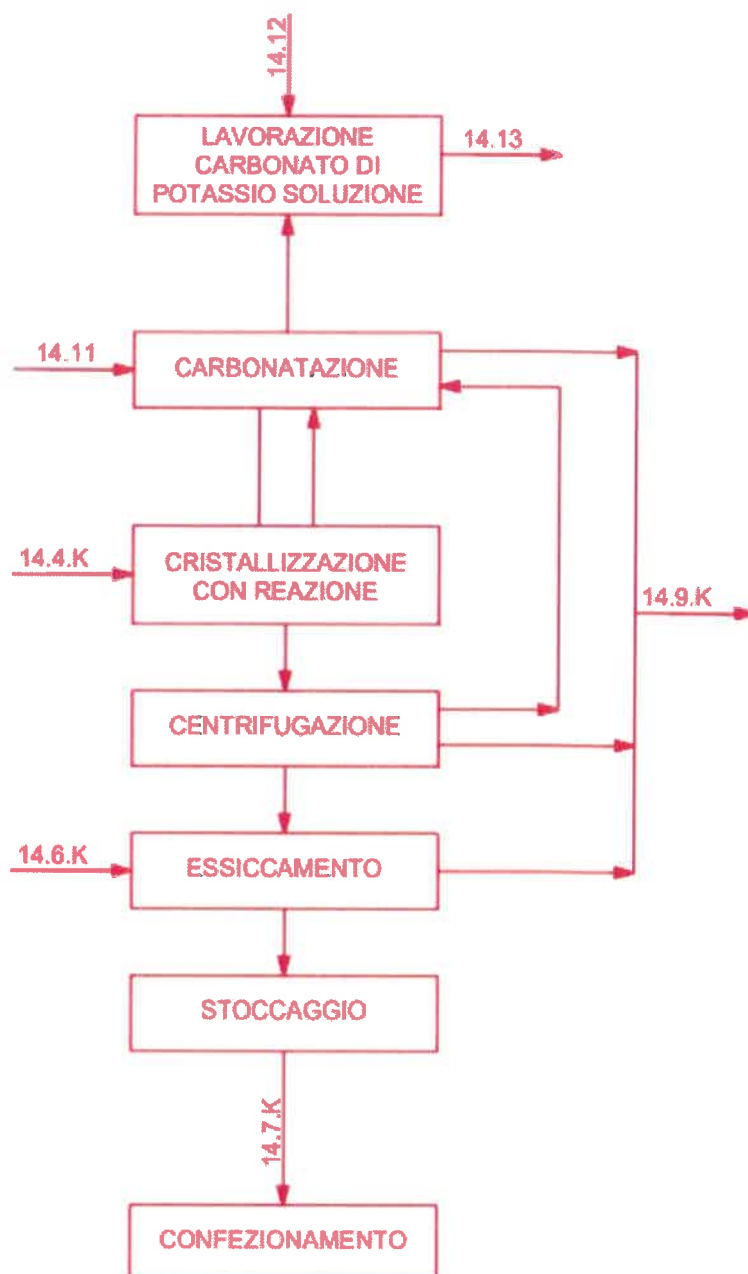 14.12
LAVORAZIONE
CARBONATO DI
POTASSIO SOLUZIONE
14.13
14.11
CARBONATAZIONE
14.4.K
CRISTALLIZZAZIONE
CON REAZIONE
14.9.K
CENTRIFUGAZIONE
14.6.K
ESSICCAMENTO
STOCCAGGIO
14.7.K
CONFEZIONAMENTO